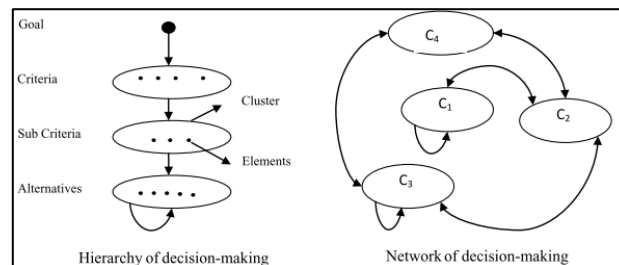 Goal
Criteria
Cluster
Sub Criteria
Elements
Alternatives
Hierarchy of decision-making
C4
C1
C2
C3
Network of decision-making